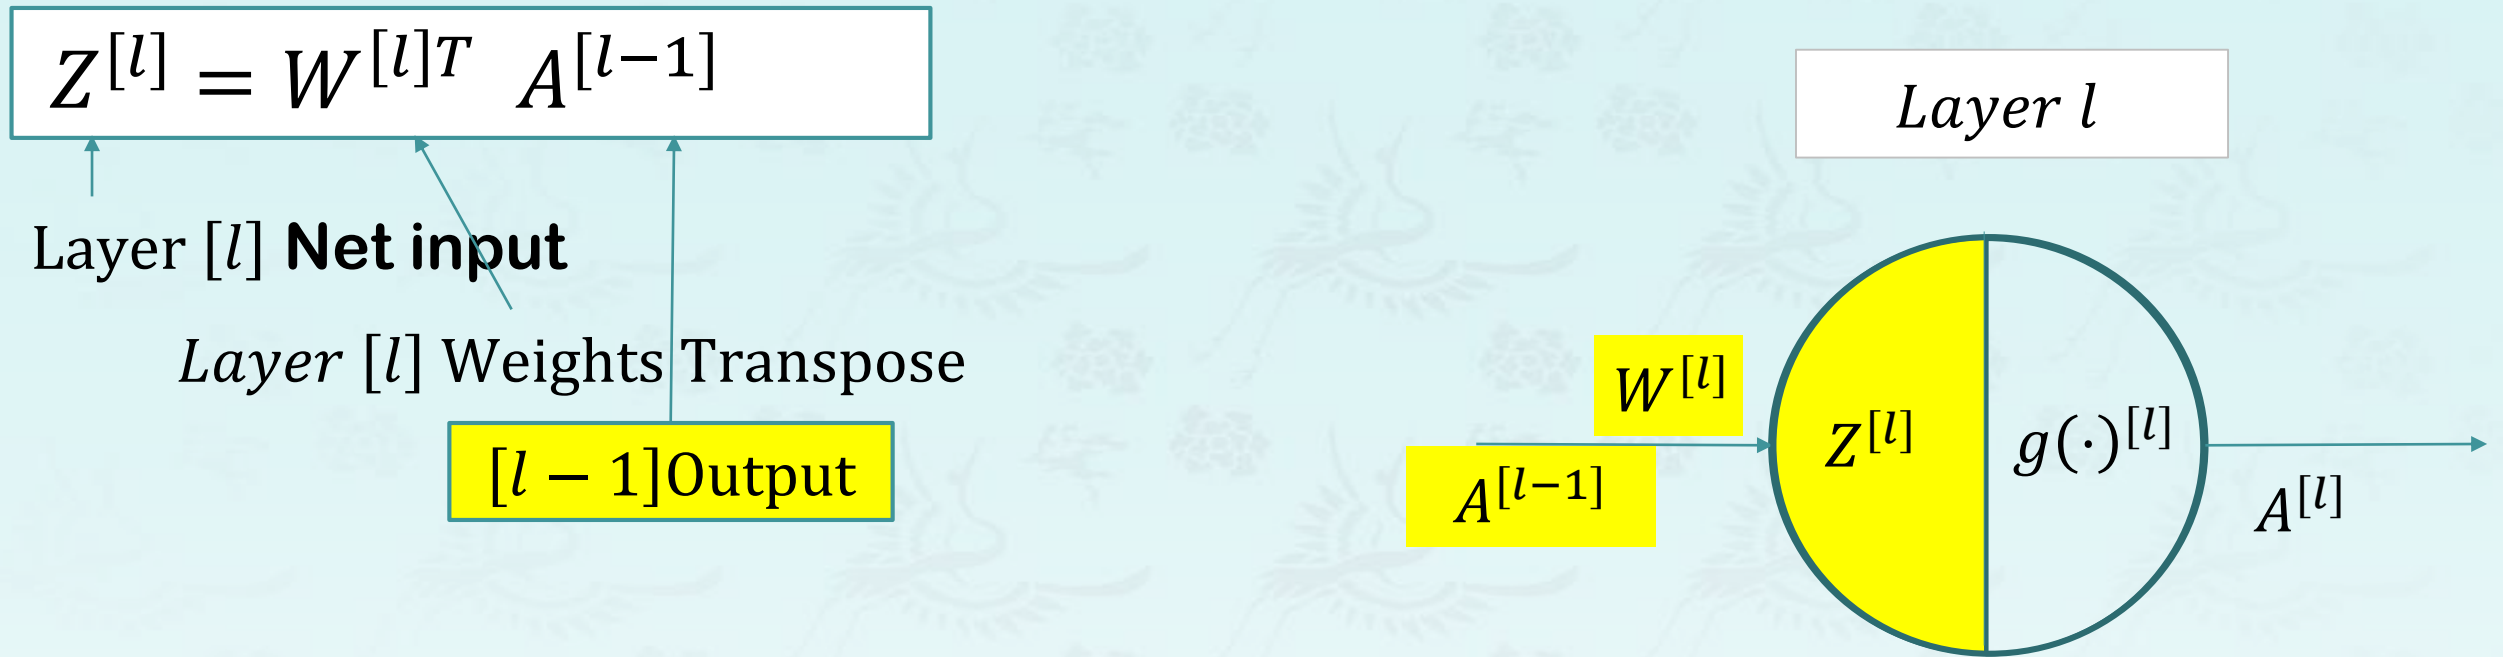 Z^[l] = W^[l]T A^[l−1]
Layer [l] Net input
Layer [l] Weights Transpose
[l − 1]Output
Layer l
W^[l]
A^[l−1]
Z^[l]
g(·)^[l]
A^[l]